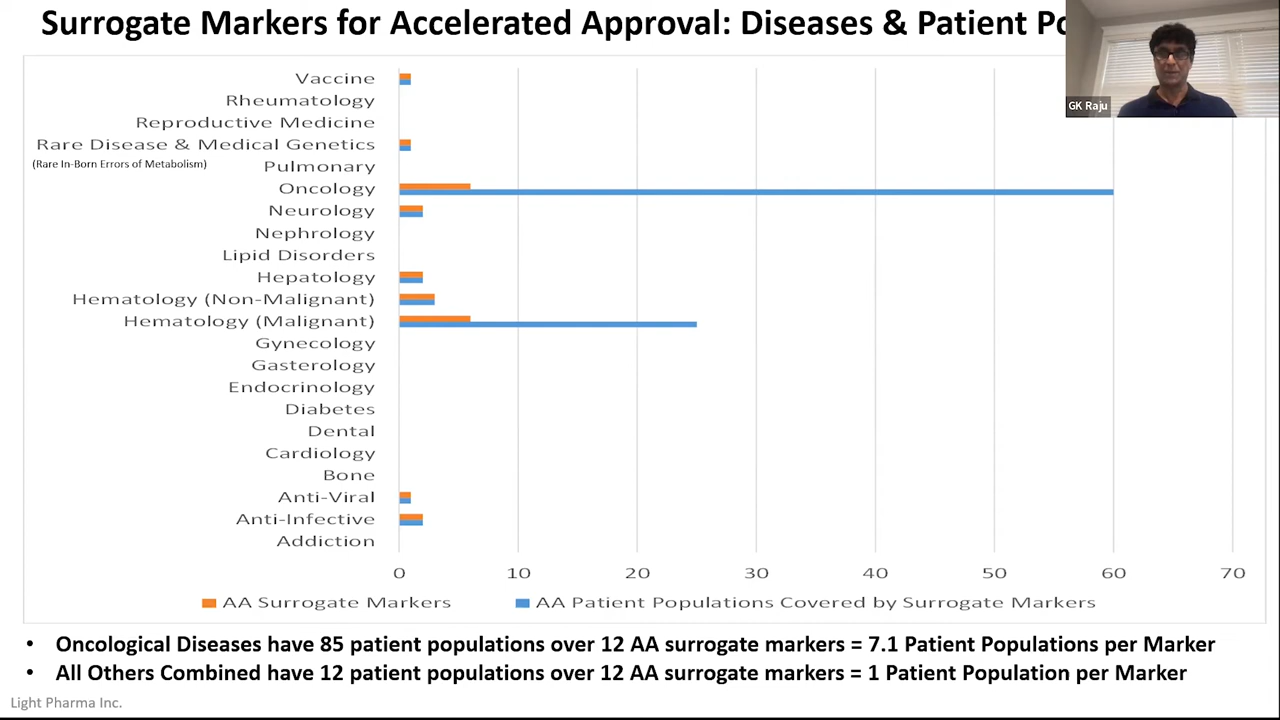 Surrogate Markers for Accelerated Approval: Diseases & Patient
GK Raju
Vaccine
Rheumatology
Reproductive Medicine
Rare Disease & Medical Genetics
(Rare In-Born Errors of Metabolism)
Pulmonary
Oncology
Neurology
Nephrology
Lipid Disorders
Hepatology
Hematology (Non-Malignant)
Hematology (Malignant)
Gynecology
Gasterology
Endocrinology
Diabetes
Dental
Cardiology
Bone
Anti-Viral
Anti-Infective
Addiction
0 10 20 30 40 50 60 70
AA Surrogate Markers AA Patient Populations Covered by Surrogate Markers
• Oncological Diseases have 85 patient populations over 12 AA surrogate markers = 7.1 Patient Populations per Marker
• All Others Combined have 12 patient populations over 12 AA surrogate markers = 1 Patient Population per Marker
Light Pharma Inc.